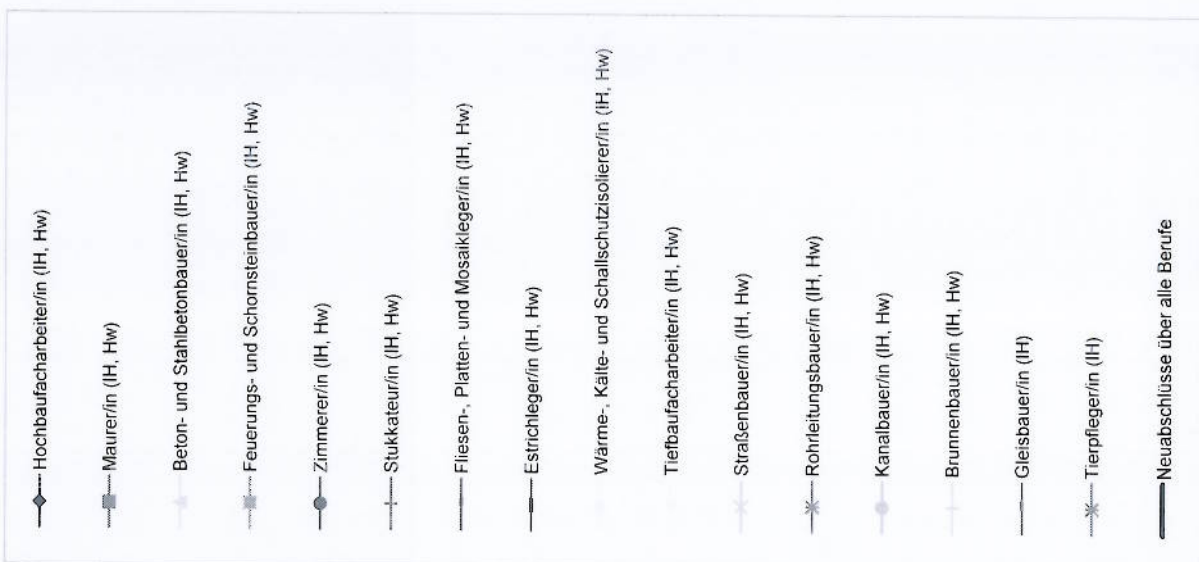 Hochbaufacharbeiter/in (IH, Hw)
Maurer/in (IH, Hw)
Beton- und Stahlbetonbauer/in (IH, Hw)
Feuerungs- und Schornsteinbauer/in (IH, Hw)
Zimmerer/in (IH, Hw)
Stukkateur/in (IH, Hw)
Fliesen-, Platten- und Mosaikleger/in (IH, Hw)
Estrichleger/in (IH, Hw)
Wärme-, Kälte- und Schallschutzisolierer/in (IH, Hw)
Tiefbaufacharbeiter/in (IH, Hw)
Straßenbauer/in (IH, Hw)
Rohrleitungsbauer/in (IH, Hw)
Kanalbauer/in (IH, Hw)
Brunnenbauer/in (IH, Hw)
Gleisbauer/in (IH)
Tierpfleger/in (IH)
Neuabschlüsse über alle Berufe